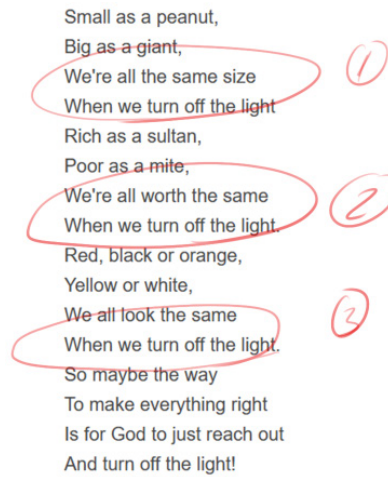 Small as a peanut,
Big as a giant,
We're all the same size
When we turn off the light
1
Rich as a sultan,
Poor as a mite,
We're all worth the same
When we turn off the light.
2
Red, black or orange,
Yellow or white,
We all look the same
When we turn off the light.
3
So maybe the way
To make everything right
Is for God to just reach out
And turn off the light!